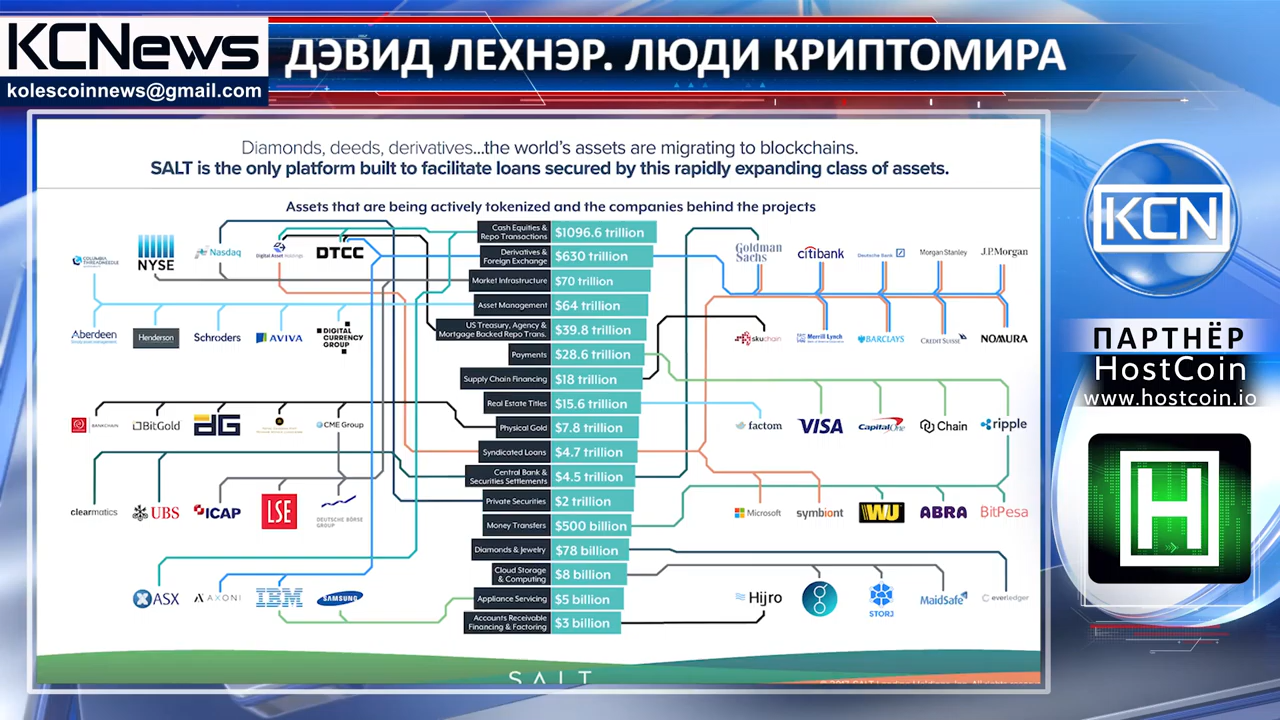 KCNews
kolescoinnews@gmail.com
ДЭВИД ЛЕХНЭР. ЛЮДИ КРИПТОМИРА
Diamonds, deeds, derivatives...the world's assets are migrating to blockchains.
SALT is the only platform built to facilitate loans secured by this rapidly expanding class of assets.
Assets that are being actively tokenized and the companies behind the projects
COLUMBIA
THREADNEEDLE
NYSE
Nasdaq
Digital Asset Holdings
DTCC
Aberdeen
Henderson
Schroders
AVIVA
DIGITAL
CURRENCY
GROUP
BANKCHAIN
BitGold
DG
CME Group
clearmatics
UBS
ICAP
LSE
DEUTSCHE BÖRSE
GROUP
ASX
AXONI
IBM
SAMSUNG
Cash Equities &
Repo Transactions
$1096.6 trillion
Derivatives &
Foreign Exchange
$630 trillion
Market Infrastructure
$70 trillion
Asset Management
$64 trillion
US Treasury, Agency &
Mortgage Backed Repo Trans.
$39.8 trillion
Payments
$28.6 trillion
Supply Chain Financing
$18 trillion
Real Estate Titles
$15.6 trillion
Physical Gold
$7.8 trillion
Syndicated Loans
$4.7 trillion
Central Bank &
Securities Settlements
$4.5 trillion
Private Securities
$2 trillion
Money Transfers
$500 billion
Diamonds & Jewelry
$78 billion
Cloud Storage
& Computing
$8 billion
Appliance Servicing
$5 billion
Accounts Receivable
Financing & Factoring
$3 billion
Goldman
Sachs
citibank
Deutsche Bank
Morgan Stanley
J.P.Morgan
skuchain
Merrill Lynch
BARCLAYS
CREDIT SUISSE
NOMURA
factom
VISA
Capital One
Chain
ripple
Microsoft
symbiont
WU
ABRA
BitPesa
Hijro
STORJ
MaidSafe
everledger
SALT
KCN
ПАРТНЁР
HostCoin
www.hostcoin.io
H